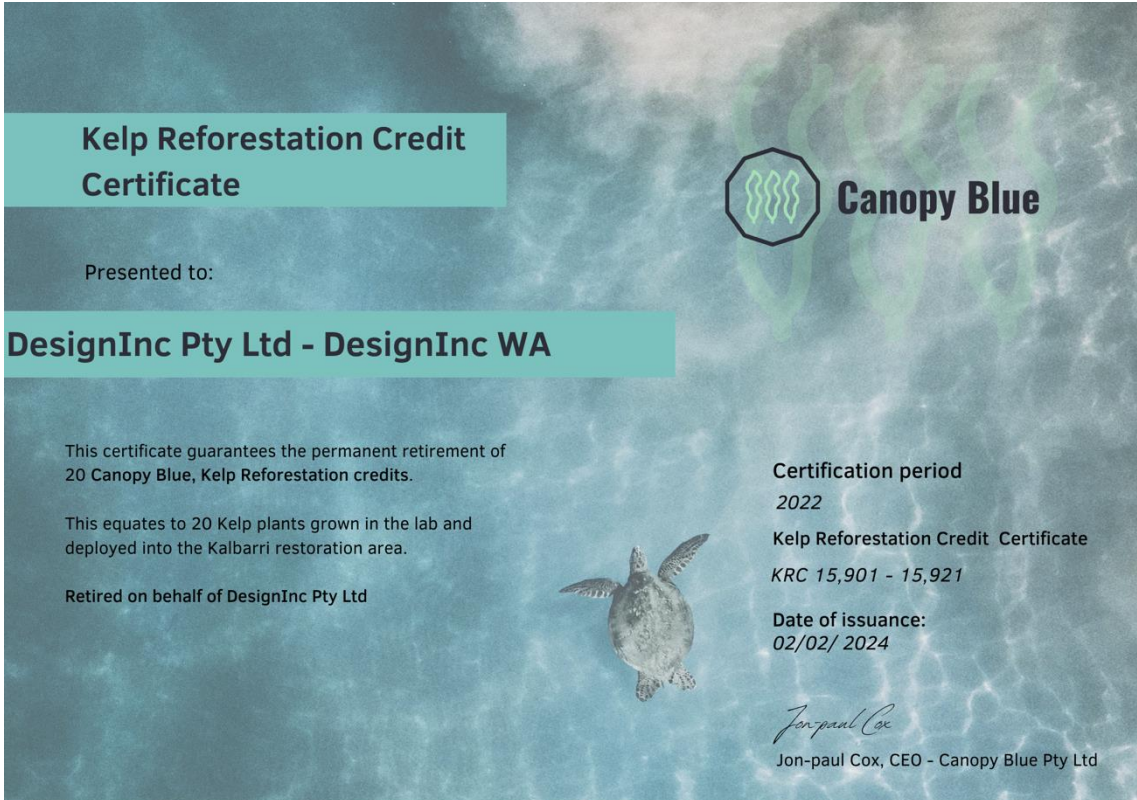 Kelp Reforestation Credit
Certificate
Canopy Blue
Presented to:
DesignInc Pty Ltd - DesignInc WA
This certificate guarantees the permanent retirement of
20 Canopy Blue, Kelp Reforestation credits.
This equates to 20 Kelp plants grown in the lab and
deployed into the Kalbarri restoration area.
Retired on behalf of DesignInc Pty Ltd
Certification period
2022
Kelp Reforestation Credit Certificate
KRC 15,901 - 15,921
Date of issuance:
02/02/ 2024
Jon-paul Cox
Jon-paul Cox, CEO - Canopy Blue Pty Ltd